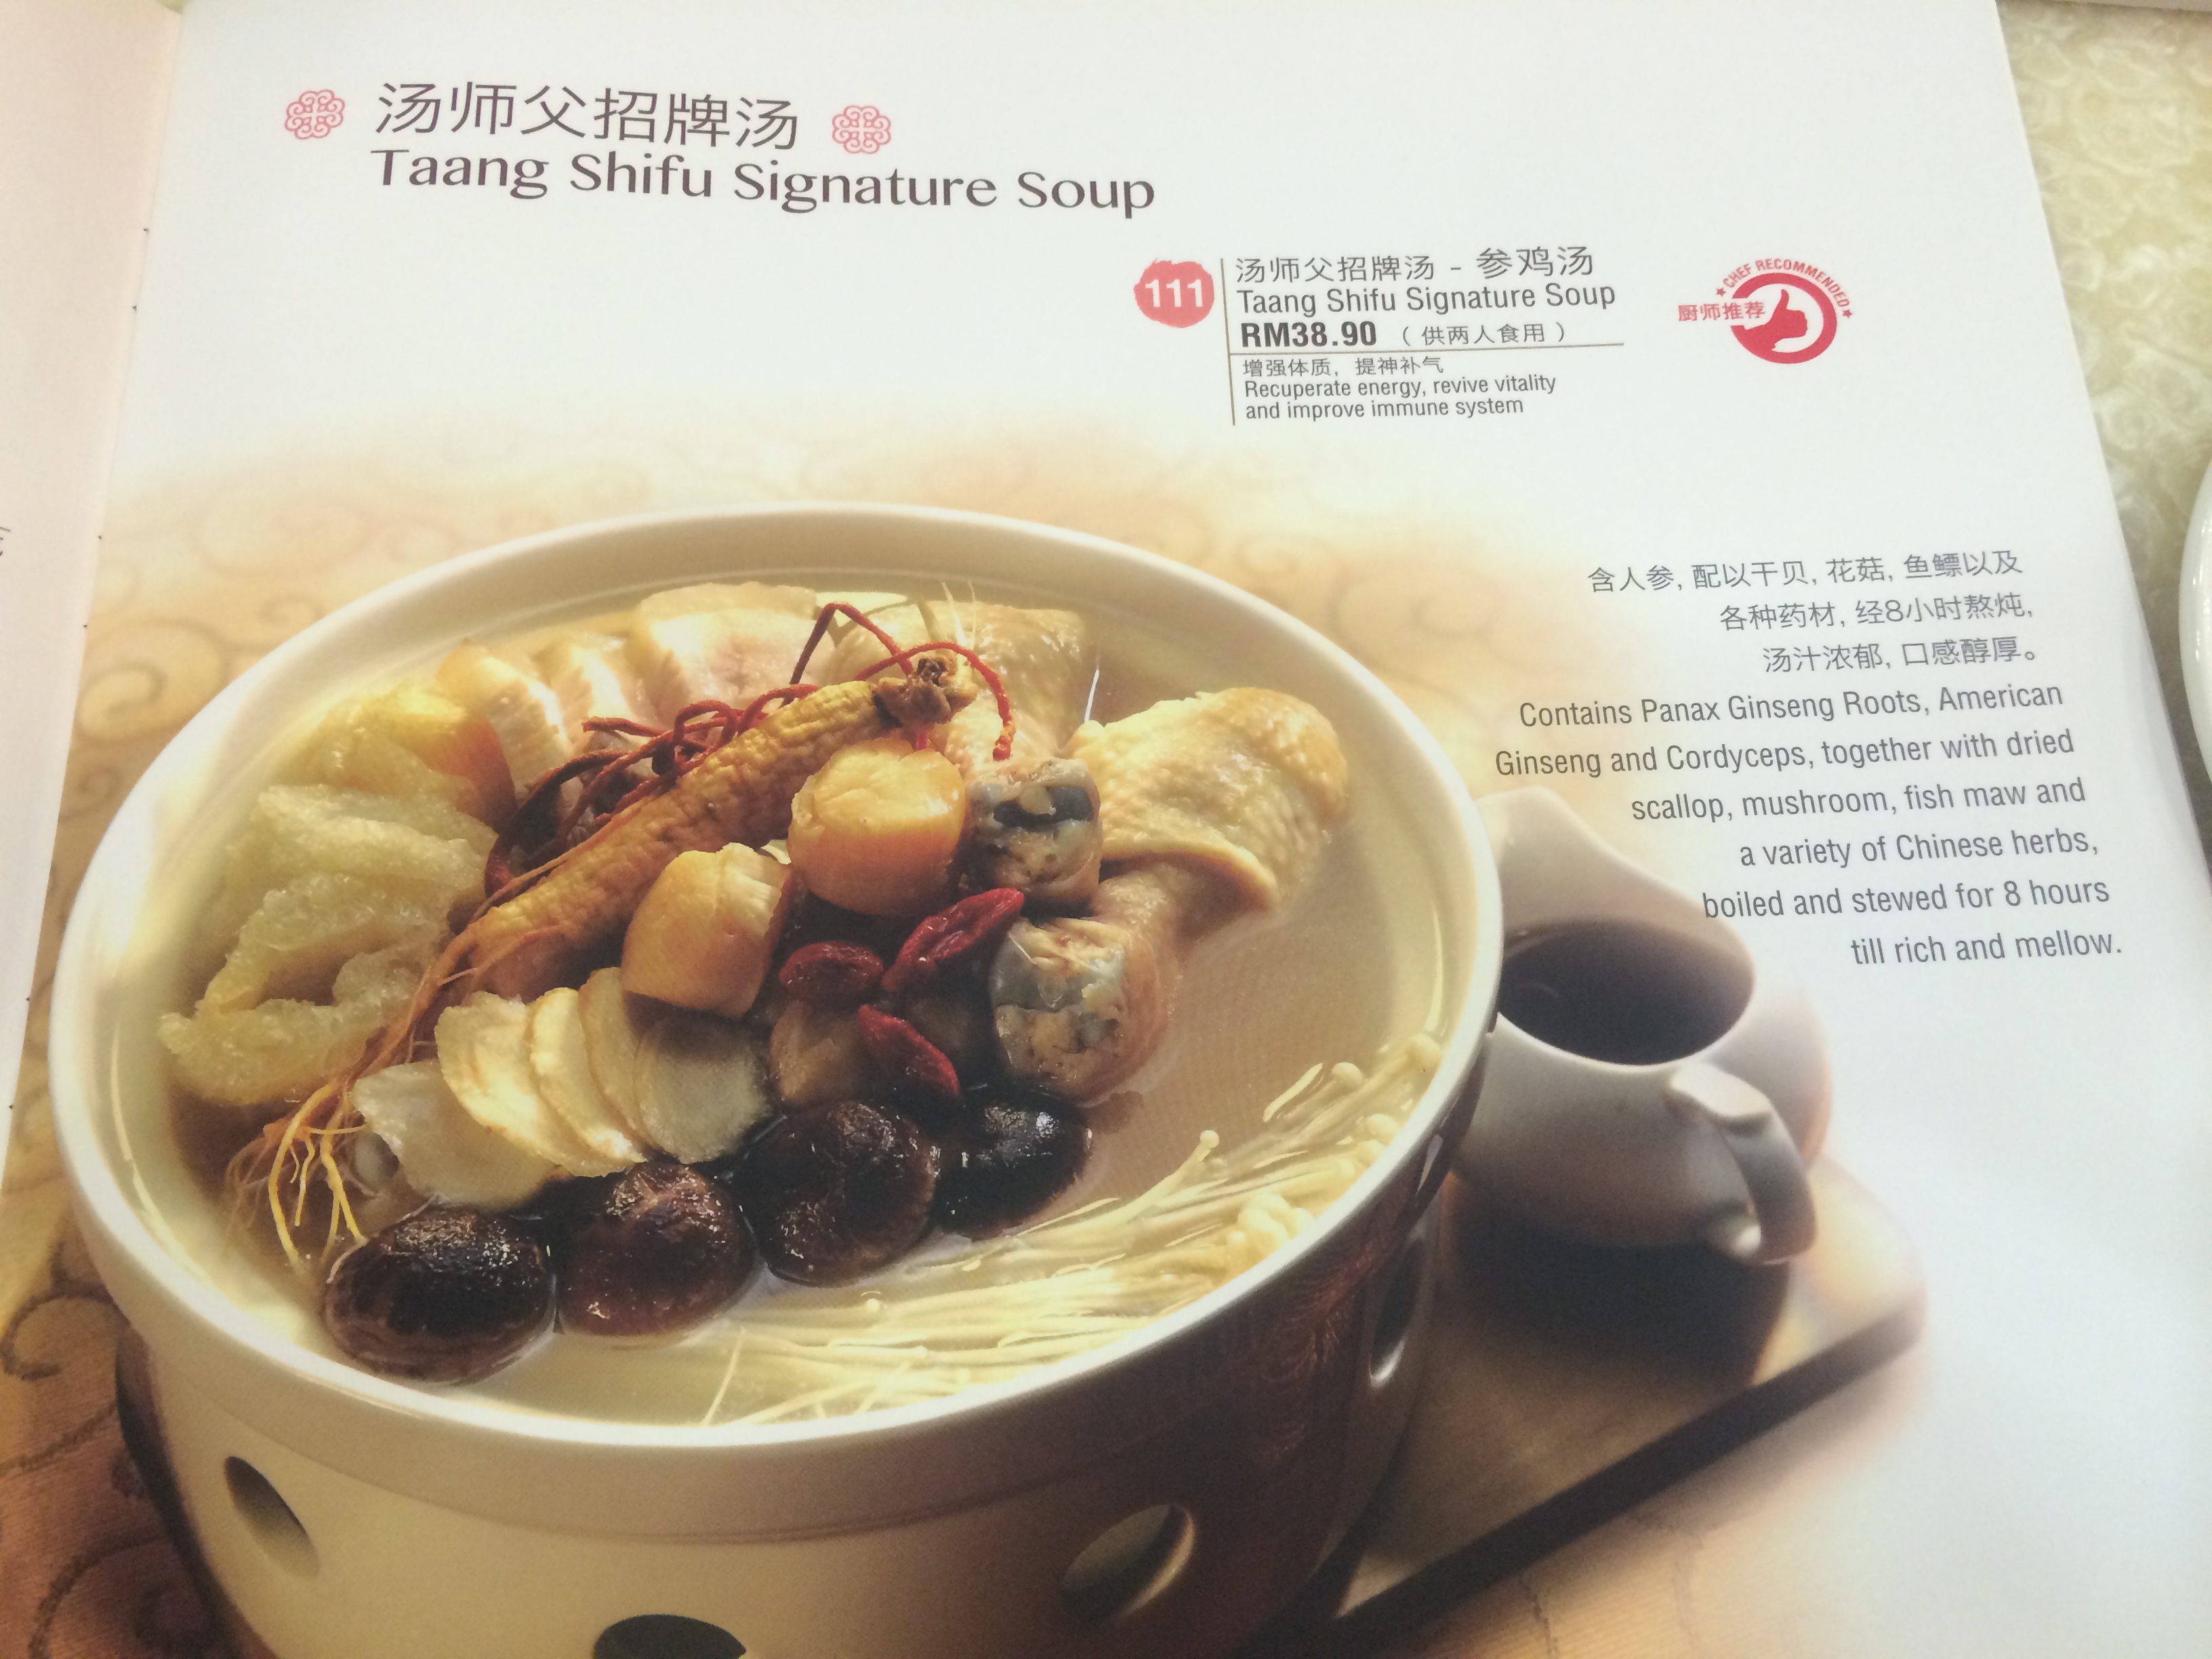 汤师父招牌汤
Taang Shifu Signature Soup
111
汤师父招牌汤 - 参鸡汤
Taang Shifu Signature Soup
RM38.90 （ 供两人食用 ）
增强体质，提神补气
Recuperate energy, revive vitality
and improve immune system
★ CHEF RECOMMENDED ★
厨师推荐
含人参, 配以干贝, 花菇, 鱼鳔以及
各种药材, 经8小时熬炖,
汤汁浓郁, 口感醇厚。
Contains Panax Ginseng Roots, American
Ginseng and Cordyceps, together with dried
scallop, mushroom, fish maw and
a variety of Chinese herbs,
boiled and stewed for 8 hours
till rich and mellow.